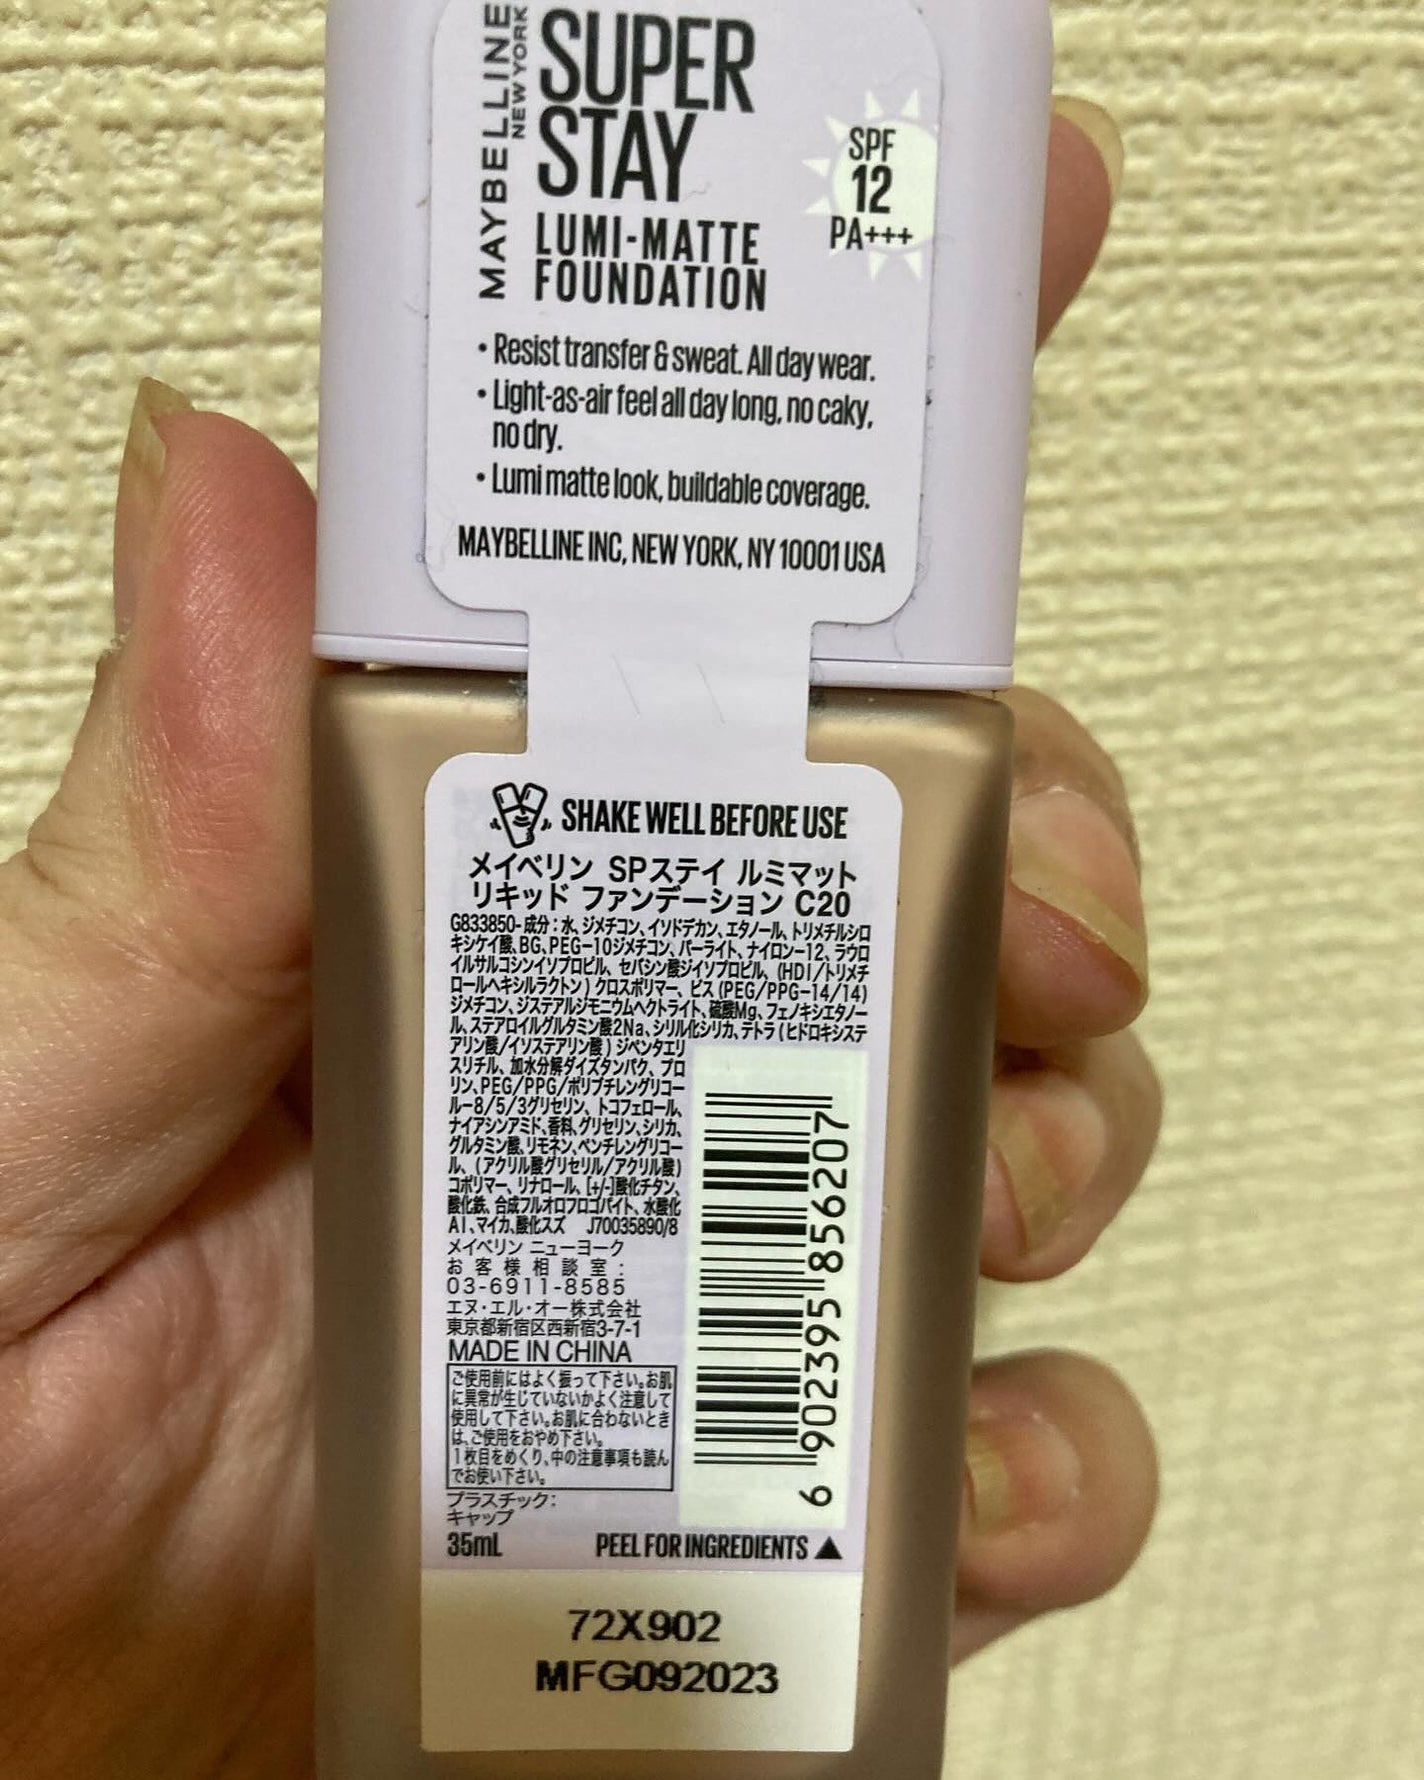 MAYBELLINE
NEW YORK
SUPER
STAY
LUMI-MATTE
FOUNDATION
SPF
12
PA+++
• Resist transfer & sweat. All day wear.
• Light-as-air feel all day long, no caky,
no dry.
• Lumi matte look, buildable coverage.
MAYBELLINE INC, NEW YORK, NY 10001 USA
SHAKE WELL BEFORE USE
メイベリン SPステイ ルミマット
リキッド ファンデーション C20
G833850-成分：水、ジメチコン、イソドデカン、エタノール、トリメチルシロ
キシケイ酸、BG、PEG-10ジメチコン、パーライト、ナイロン-12、ラウロ
イルサルコシンイソプロピル、セバシン酸ジイソプロピル、(HDI/トリメチ
ロールヘキシルラクトン)クロスポリマー、ビス(PEG/PPG-14/14)
ジメチコン、ジステアルジモニウムヘクトライト、硫酸Mg、フェノキシエタノー
ル、ステアロイルグルタミン酸2Na、シリル化シリカ、テトラ(ヒドロキシステ
アリン酸/イソステアリン酸)ジペンタエリ
スリチル、加水分解ダイズタンパク、プロ
リン、PEG/PPG/ポリブチレングリコー
ル-8/5/3グリセリン、トコフェロール、
ナイアシンアミド、香料、グリセリン、シリカ、
グルタミン酸、リモネン、ペンチレングリコー
ル、(アクリル酸グリセリル/アクリル酸)
コポリマー、リナロール、[+/-]酸化チタン、
酸化鉄、合成フルオロフロゴパイト、水酸化
Al、マイカ、酸化スズ J70035890/8
メイベリン ニューヨーク
お客様相談室：
03-6911-8585
エヌ・エル・オー株式会社
東京都新宿区西新宿3-7-1
MADE IN CHINA
ご使用前にはよく振って下さい。お肌
に異常が生じていないかよく注意して
使用して下さい。お肌に合わないとき
は、ご使用をおやめ下さい。
1枚目をめくり、中の注意事項も読ん
でお使い下さい。
プラスチック：
キャップ
35mL
PEEL FOR INGREDIENTS ▲
6 902395 856207
72X902
MFG092023